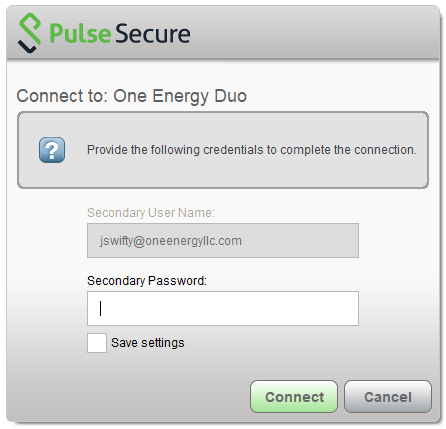 Pulse Secure
Connect to: One Energy Duo
Provide the following credentials to complete the connection.
Secondary User Name:
jswifty@oneenergyllc.com
Secondary Password:
Save settings
Connect Cancel